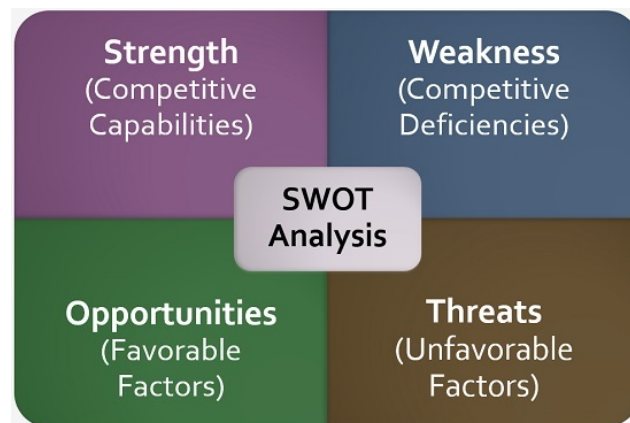 Strength
(Competitive
Capabilities)
Weakness
(Competitive
Deficiencies)
SWOT
Analysis
Opportunities
(Favorable
Factors)
Threats
(Unfavorable
Factors)